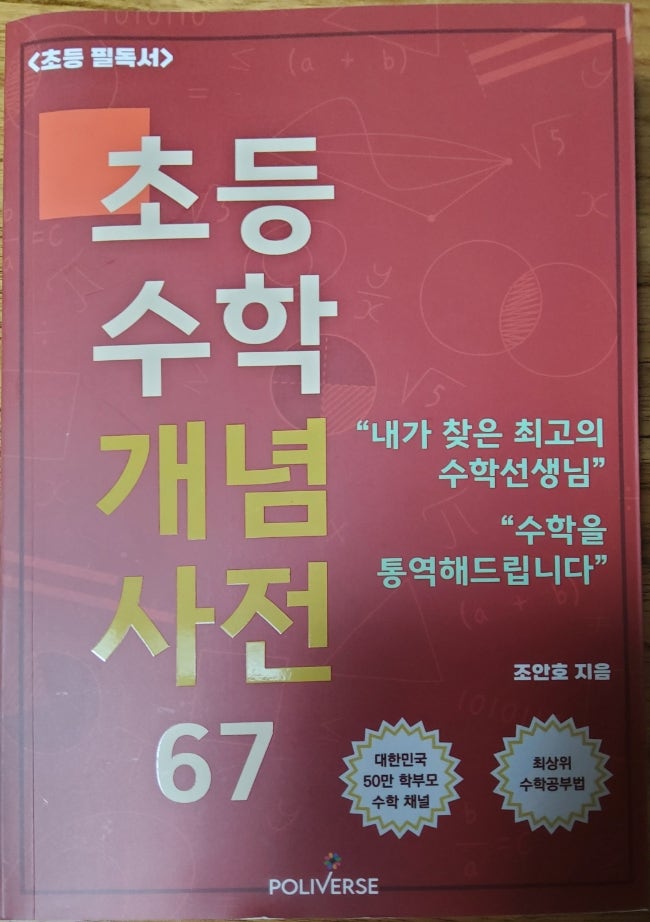 <초등 필독서>
초등
수학
개념
사전
67
“내가 찾은 최고의
수학선생님”
“수학을
통역해드립니다”
조안호 지음
대한민국
50만 학부모
수학 채널
최상위
수학공부법
POLIVERSE
(a + b)
=
√5
x
y/x
√5
π
(a + b)